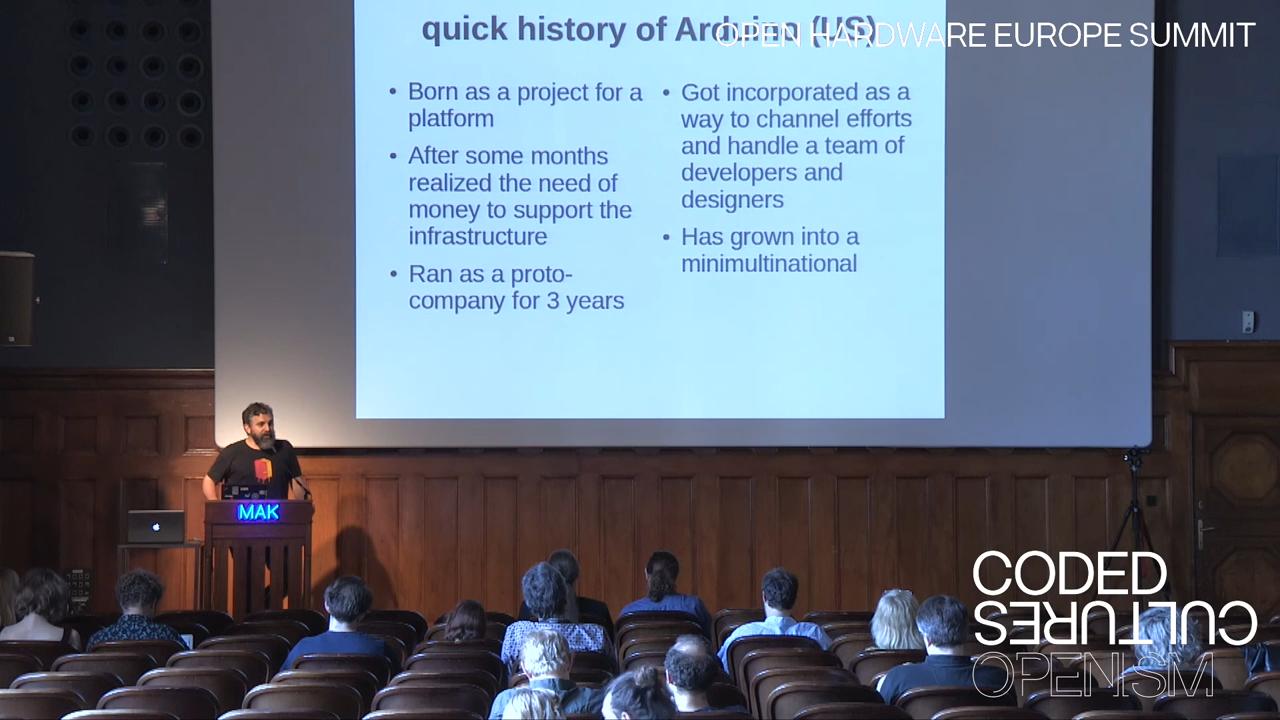 quick history of Arduino (US)
OPEN HARDWARE EUROPE SUMMIT
• Born as a project for a
platform
• After some months
realized the need of
money to support the
infrastructure
• Ran as a proto-
company for 3 years
• Got incorporated as a
way to channel efforts
and handle a team of
developers and
designers
• Has grown into a
minimultinational
MAK
CODED
CULTURES
OPENISM